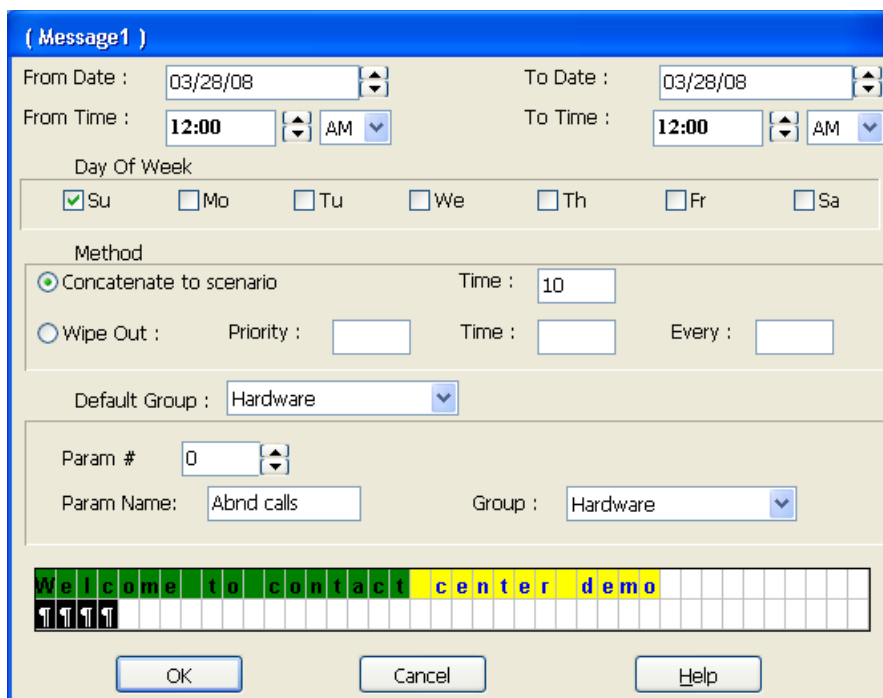 ( Message1 )
From Date : 03/28/08 To Date : 03/28/08
From Time : 12:00 AM To Time : 12:00 AM
Day Of Week
Su Mo Tu We Th Fr Sa
Method
Concatenate to scenario Time : 10
Wipe Out : Priority : Time : Every :
Default Group : Hardware
Param # 0
Param Name: Abnd calls Group : Hardware
Welcome to contact center demo
¶¶¶¶
OK Cancel Help